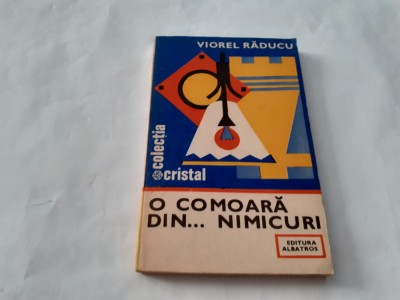 VIOREL RĂDUCU
colecția
cristal
O COMOARĂ
DIN... NIMICURI
EDITURA
ALBATROS